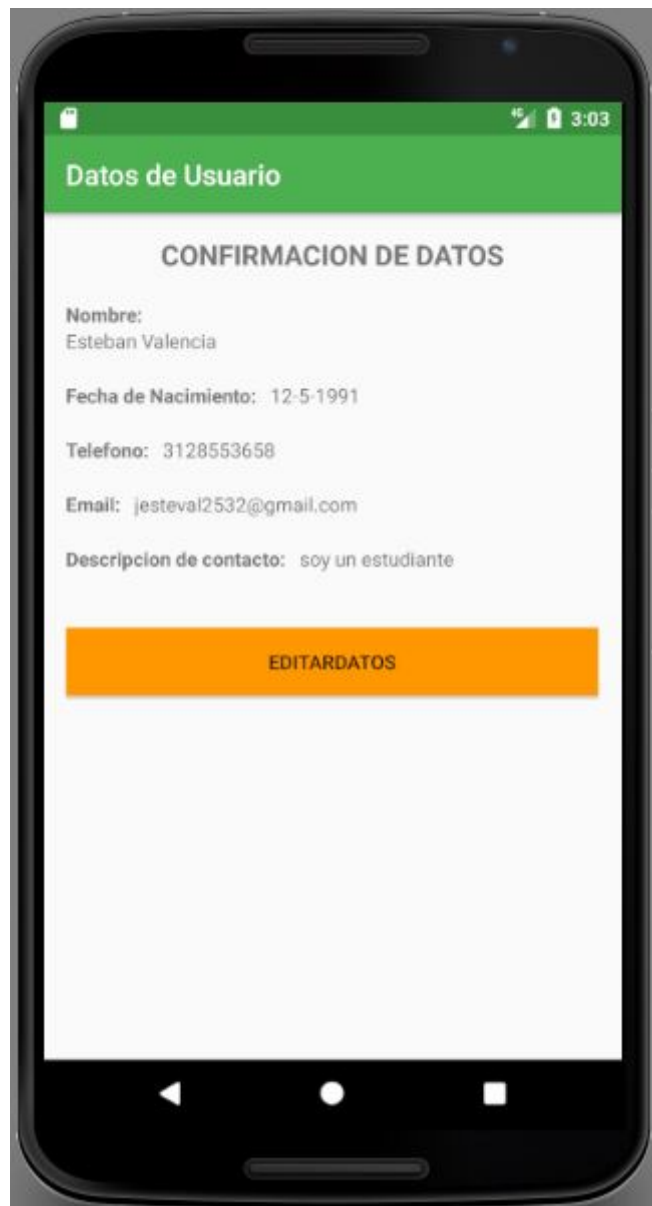 4G 3:03
Datos de Usuario
CONFIRMACION DE DATOS
Nombre:
Esteban Valencia
Fecha de Nacimiento: 12-5-1991
Telefono: 3128553658
Email: jesteval2532@gmail.com
Descripcion de contacto: soy un estudiante
EDITARDATOS